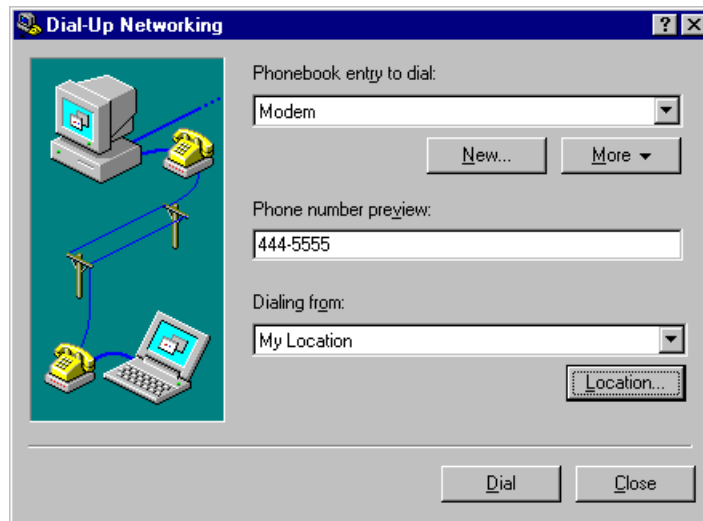 Dial-Up Networking
Phonebook entry to dial:
Modem
New... More
Phone number preview:
444-5555
Dialing from:
My Location
Location...
Dial Close